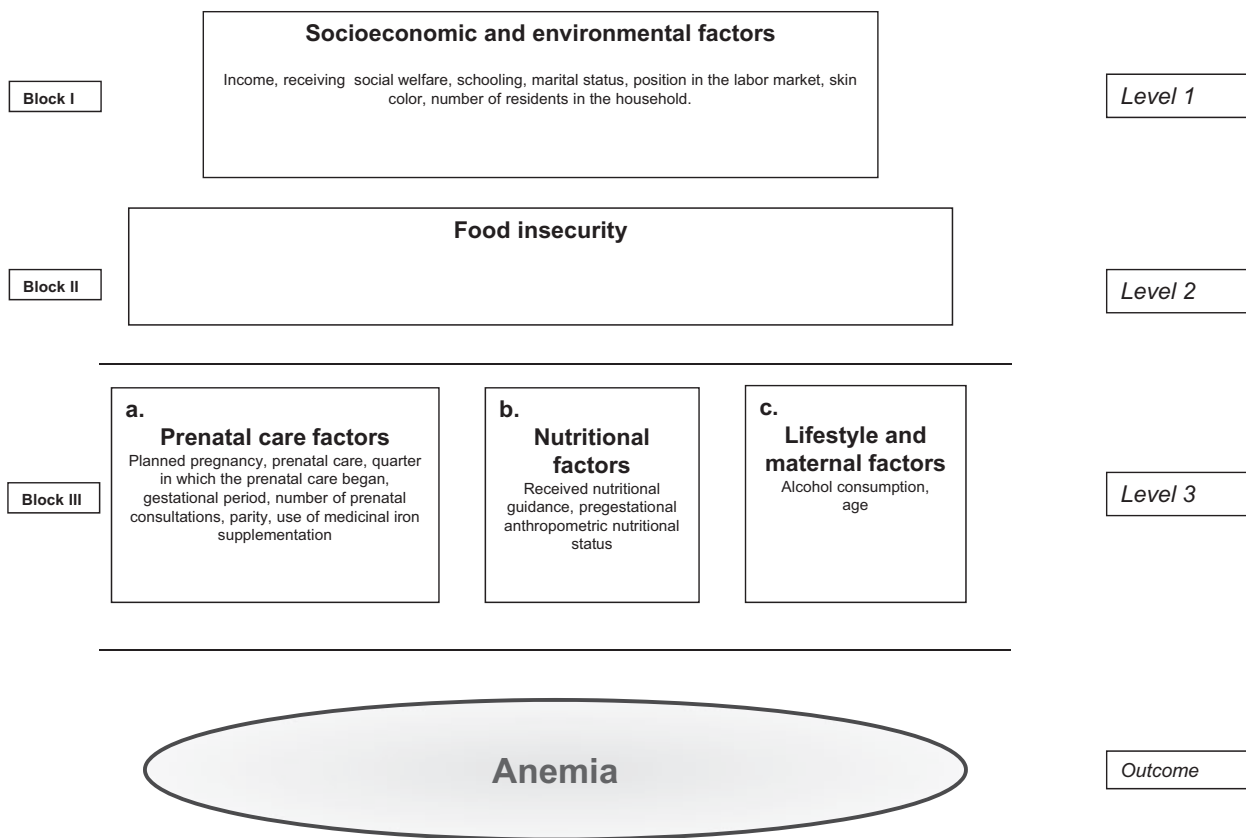 Socioeconomic and environmental factors
Income, receiving social welfare, schooling, marital status, position in the labor market, skin
color, number of residents in the household.
Block I
Level 1
Food insecurity
Block II
Level 2
a.
Prenatal care factors
Planned pregnancy, prenatal care, quarter
in which the prenatal care began,
gestational period, number of prenatal
consultations, parity, use of medicinal iron
supplementation
b.
Nutritional
factors
Received nutritional
guidance, pregestational
anthropometric nutritional
status
c.
Lifestyle and
maternal factors
Alcohol consumption,
age
Block III
Level 3
Anemia
Outcome